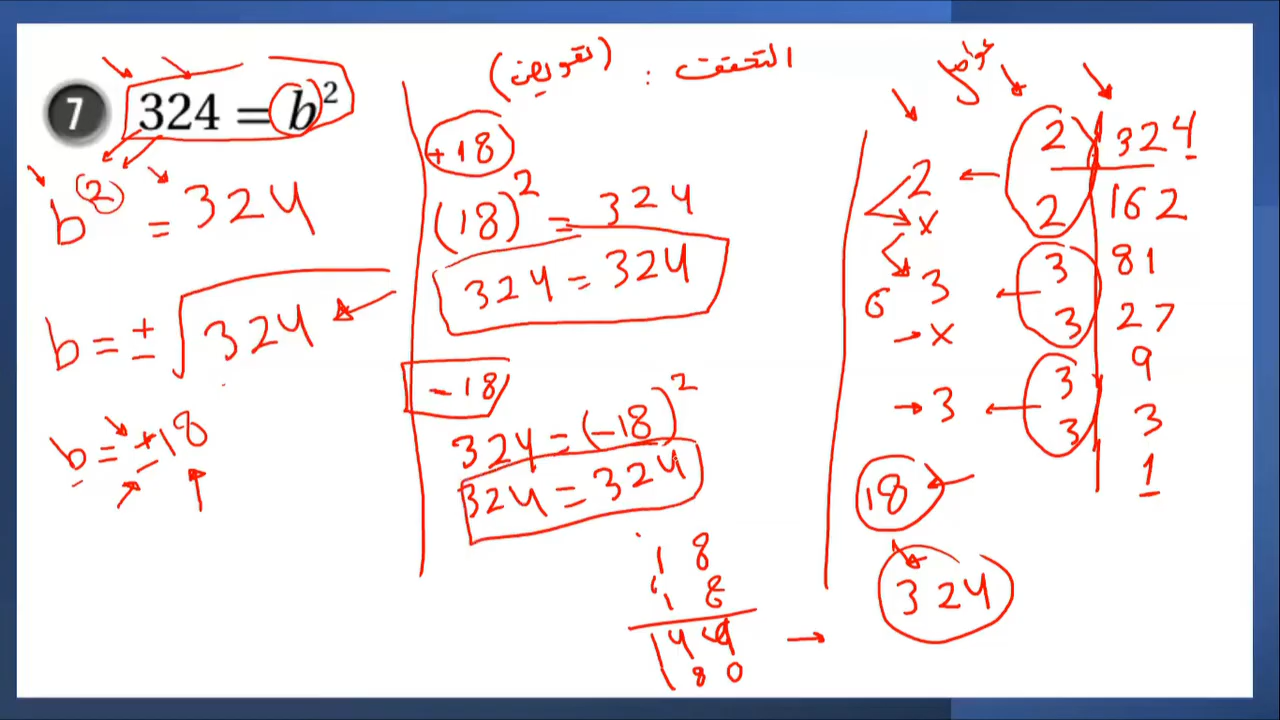 7 324 = b²
b² = 324
b = ± √324
b = ± 18
التحقق : (تعويض)
+18
(18)² = 324
324 = 324
-18
324 = (-18)²
324 = 324
18
18
144
180
2 324
2 162
3 81
3 27
3 9
3 3
1
2
×
3
6
×
3
18
324